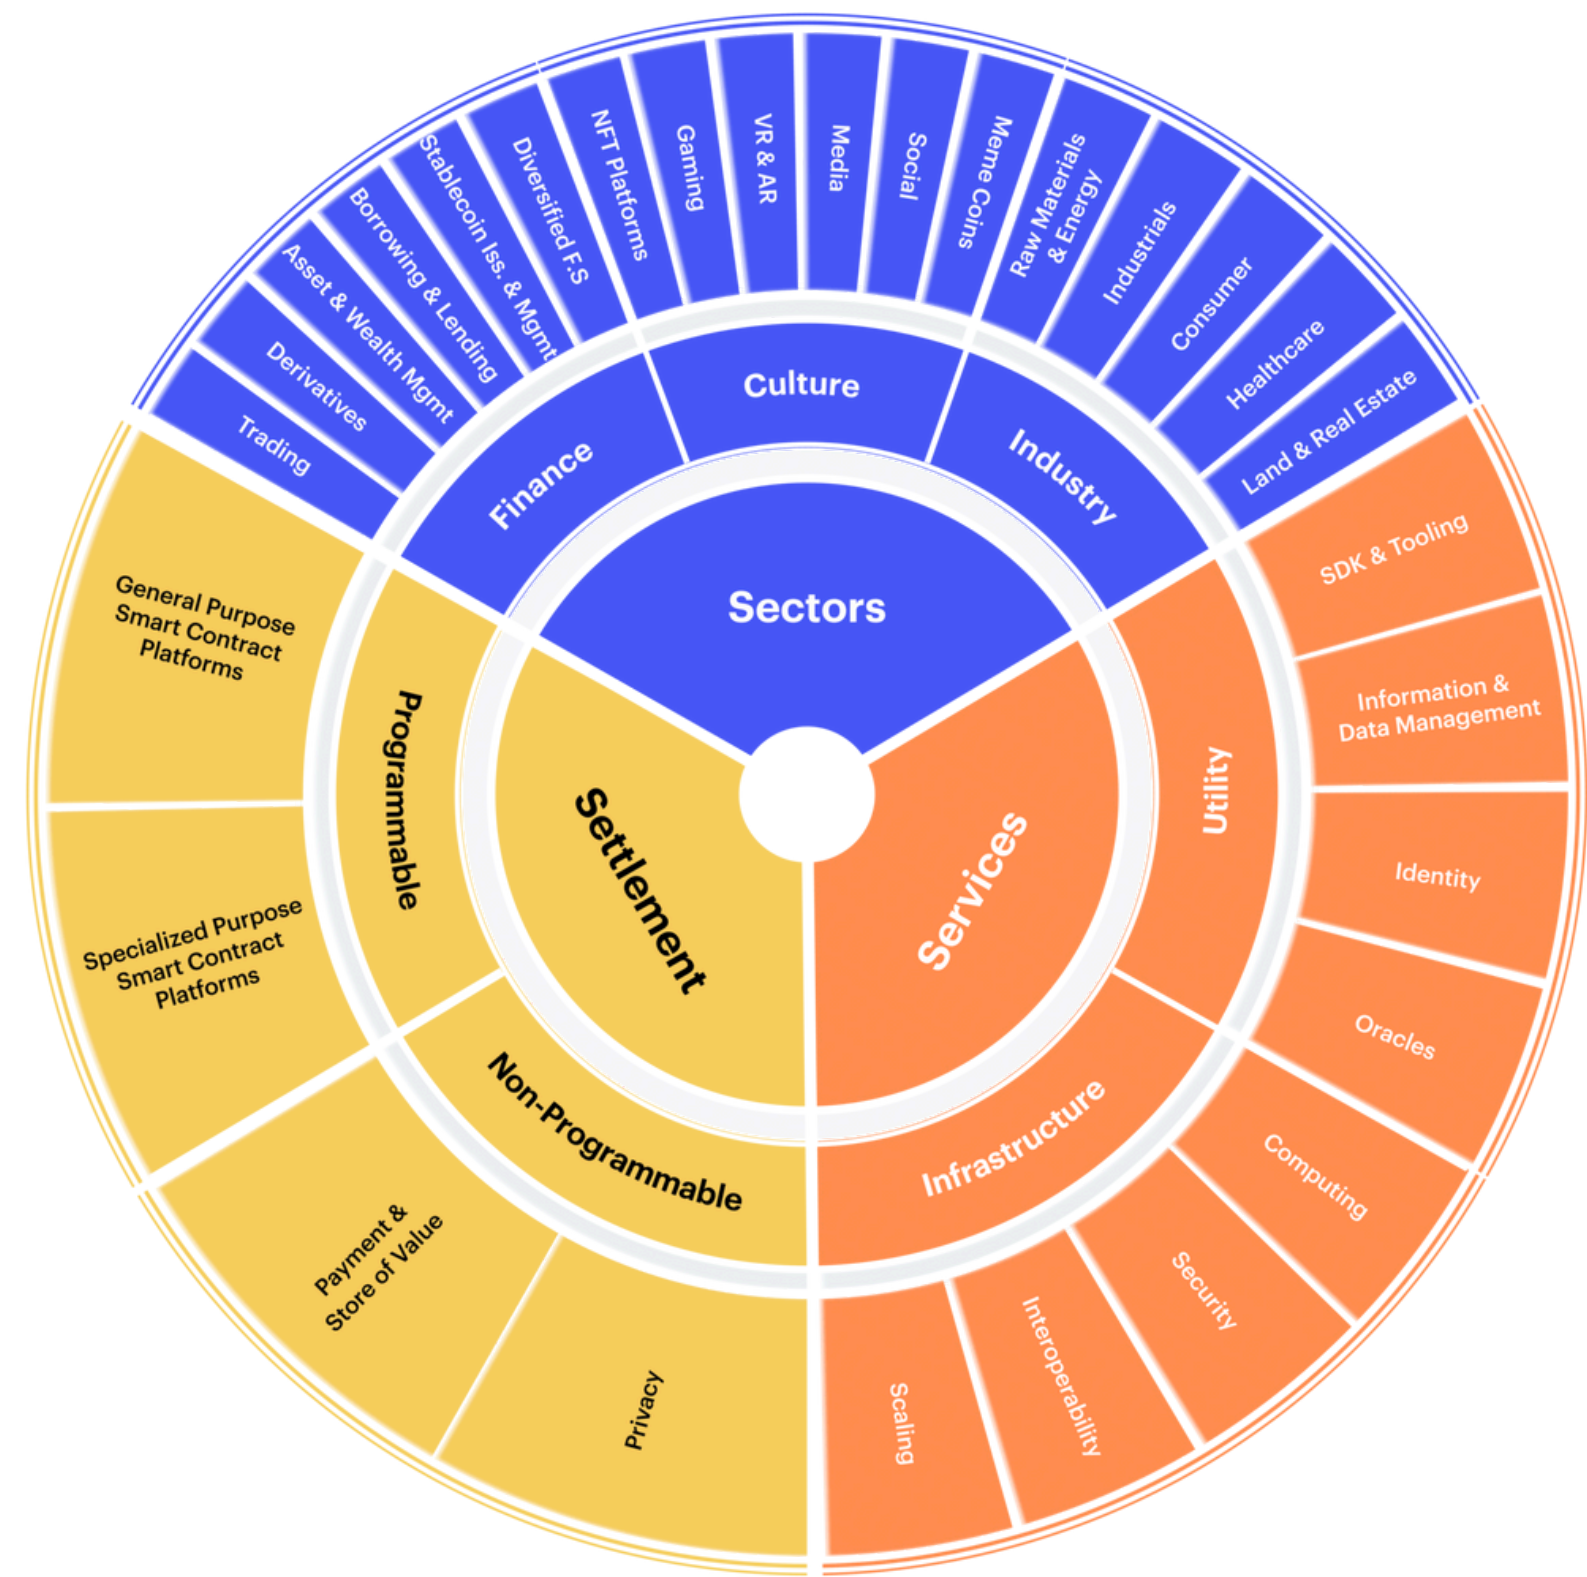 Sectors
Finance
Culture
Industry
Trading
Derivatives
Asset & Wealth Mgmt
Borrowing & Lending
Stablecoin Iss. & Mgmt
Diversified F.S
NFT Platforms
Gaming
VR & AR
Media
Social
Meme Coins
Raw Materials
& Energy
Industrials
Consumer
Healthcare
Land & Real Estate
Services
Utility
Infrastructure
SDK & Tooling
Information &
Data Management
Identity
Oracles
Computing
Security
Interoperability
Scaling
Settlement
Programmable
Non-Programmable
General Purpose
Smart Contract
Platforms
Specialized Purpose
Smart Contract
Platforms
Payment &
Store of Value
Privacy